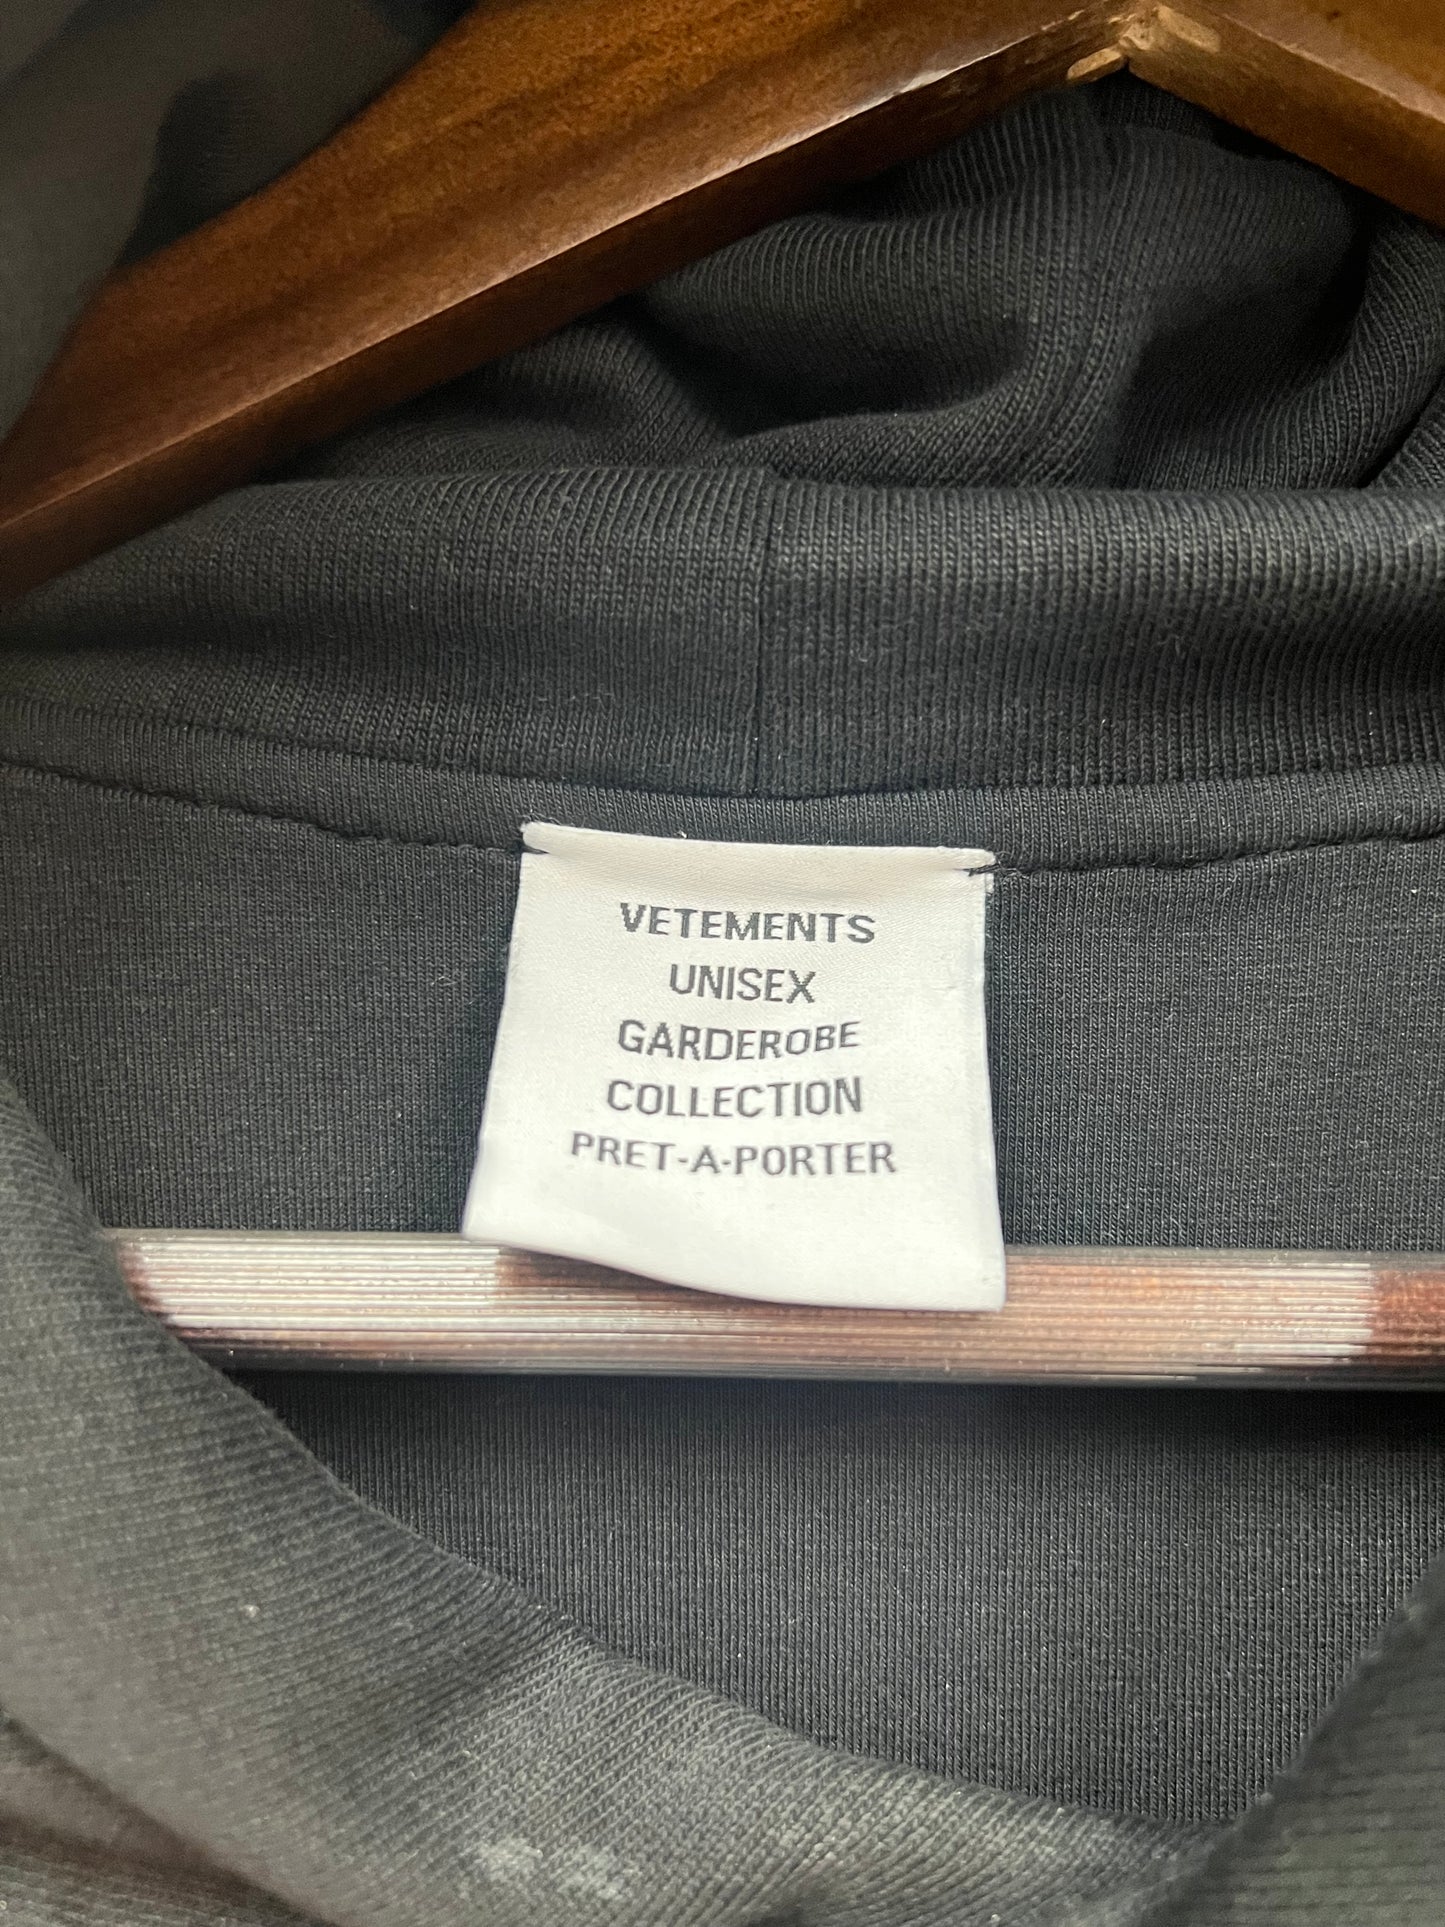 VETEMENTS
UNISEX
GARDEROBE
COLLECTION
PRET-A-PORTER